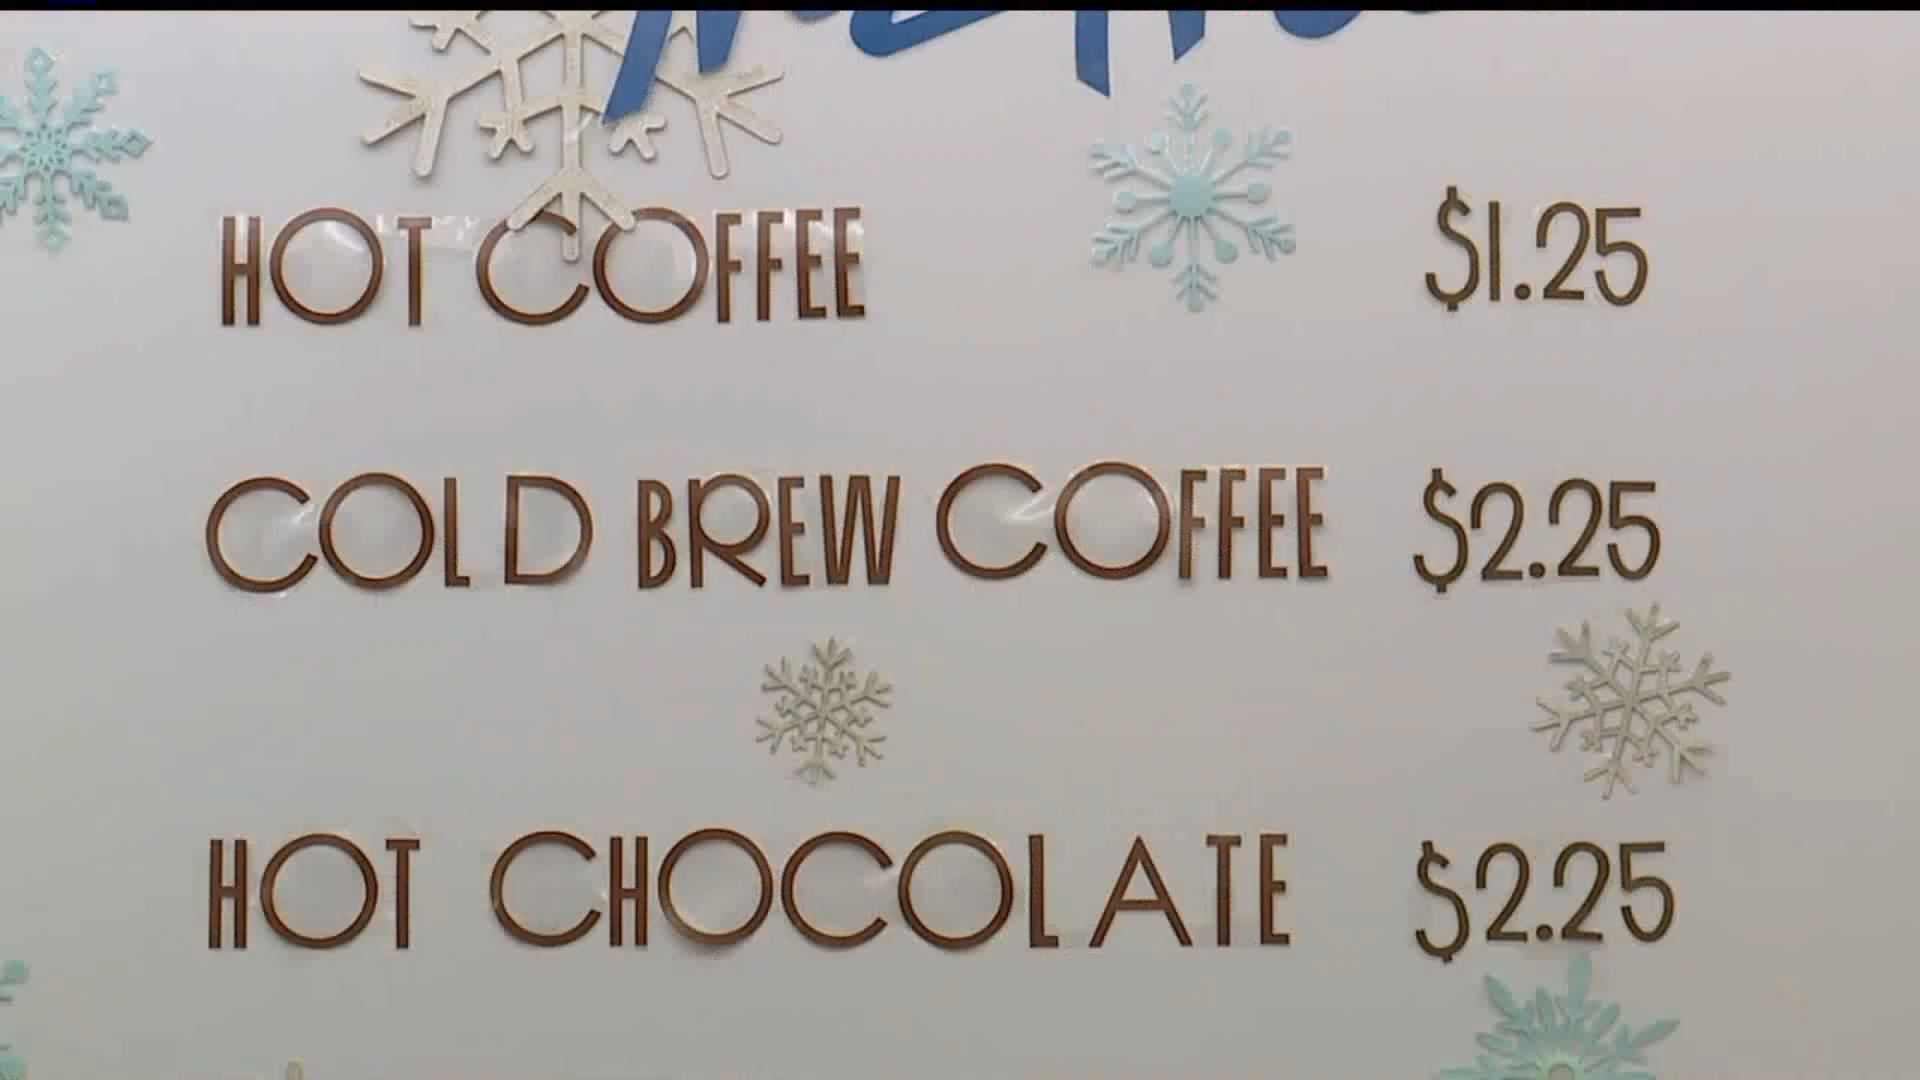 HOT COFFEE $1.25
COLD BREW COFFEE $2.25
HOT CHOCOLATE $2.25